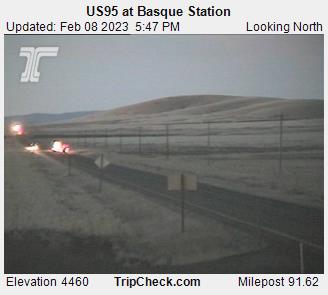 US95 at Basque Station
Updated: Feb 08 2023 5:47 PM Looking North
Elevation 4460 TripCheck.com Milepost 91.62